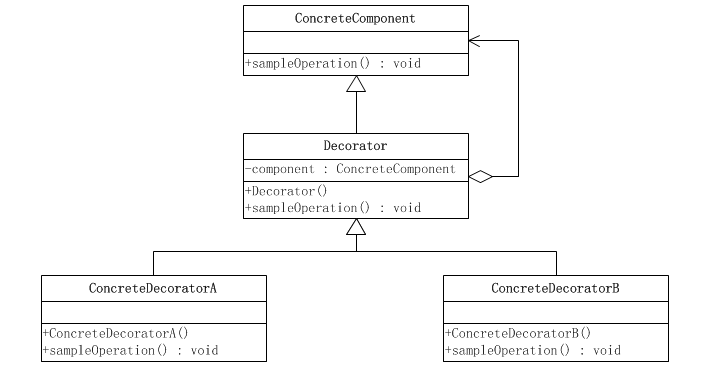 ConcreteComponent
+sampleOperation() : void
Decorator
-component : ConcreteComponent
+Decorator()
+sampleOperation() : void
ConcreteDecoratorA
+ConcreteDecoratorA()
+sampleOperation() : void
ConcreteDecoratorB
+ConcreteDecoratorB()
+sampleOperation() : void